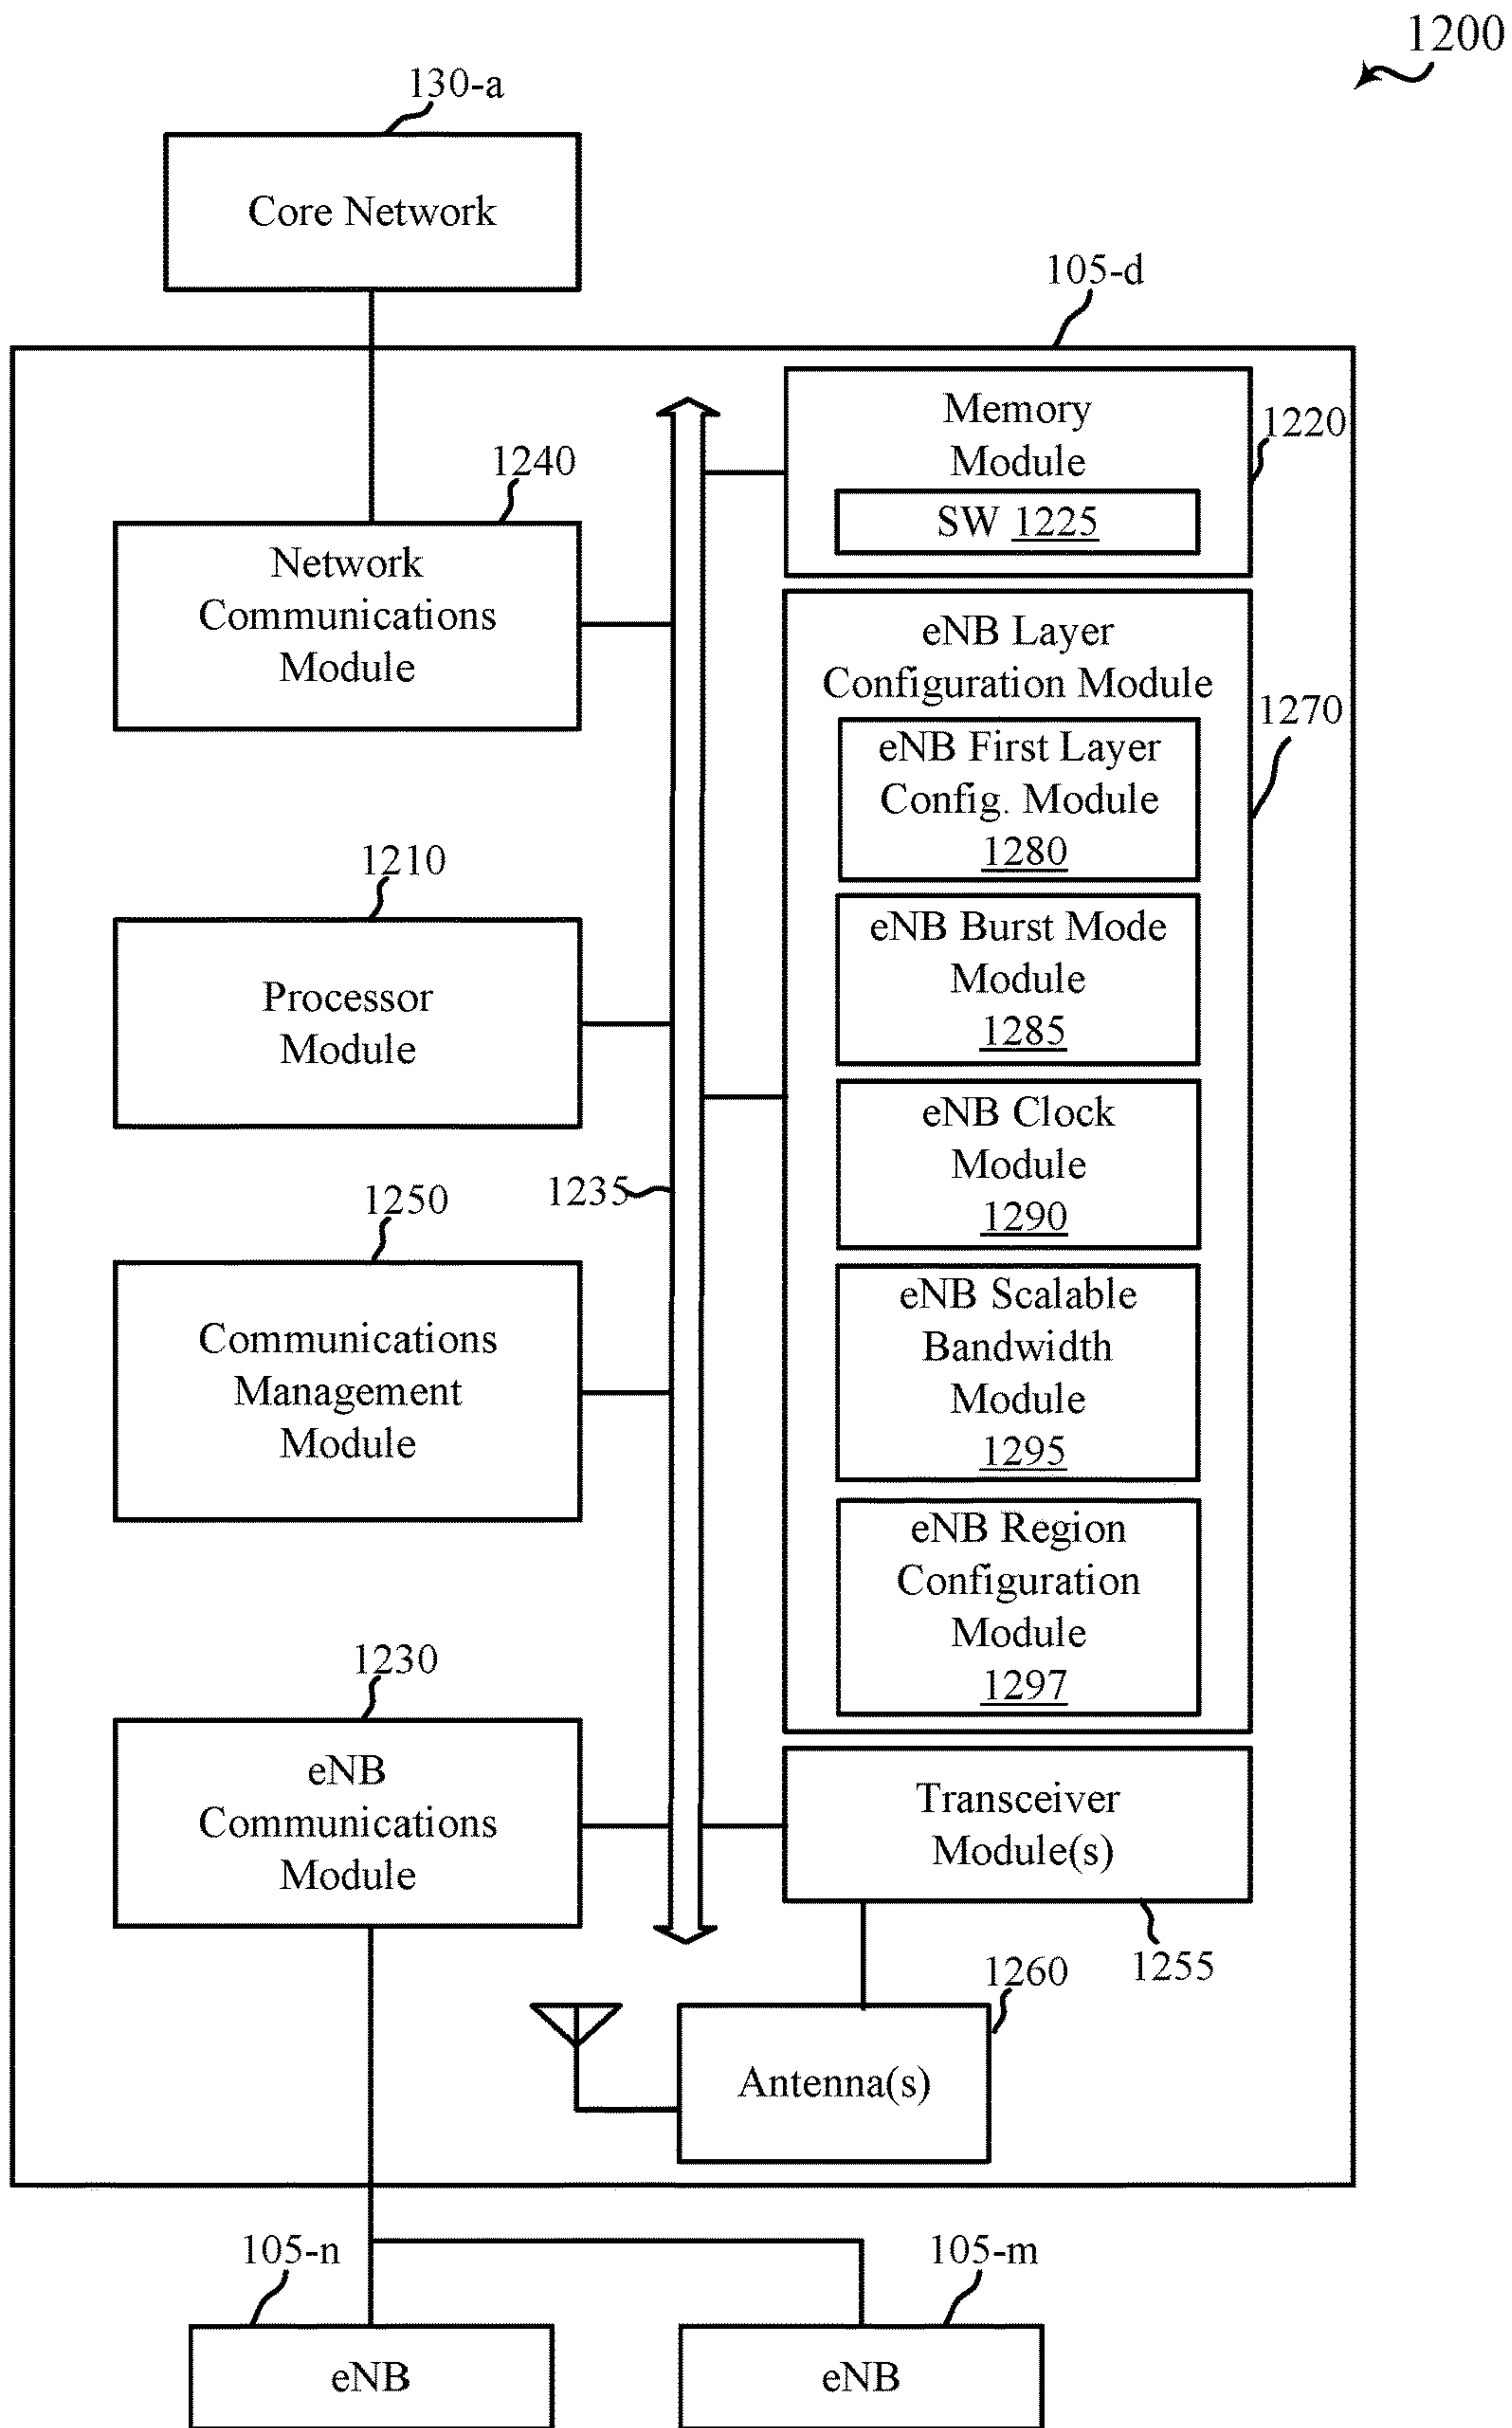 1200
130-a
Core Network
105-d
Memory
Module
SW 1225
1220
1240
Network
Communications
Module
eNB Layer
Configuration Module
1270
eNB First Layer
Config. Module
1280
1210
Processor
Module
eNB Burst Mode
Module
1285
eNB Clock
Module
1290
1235
1250
Communications
Management
Module
eNB Scalable
Bandwidth
Module
1295
eNB Region
Configuration
Module
1297
1230
eNB
Communications
Module
Transceiver
Module(s)
1255
1260
Antenna(s)
105-n
105-m
eNB
eNB